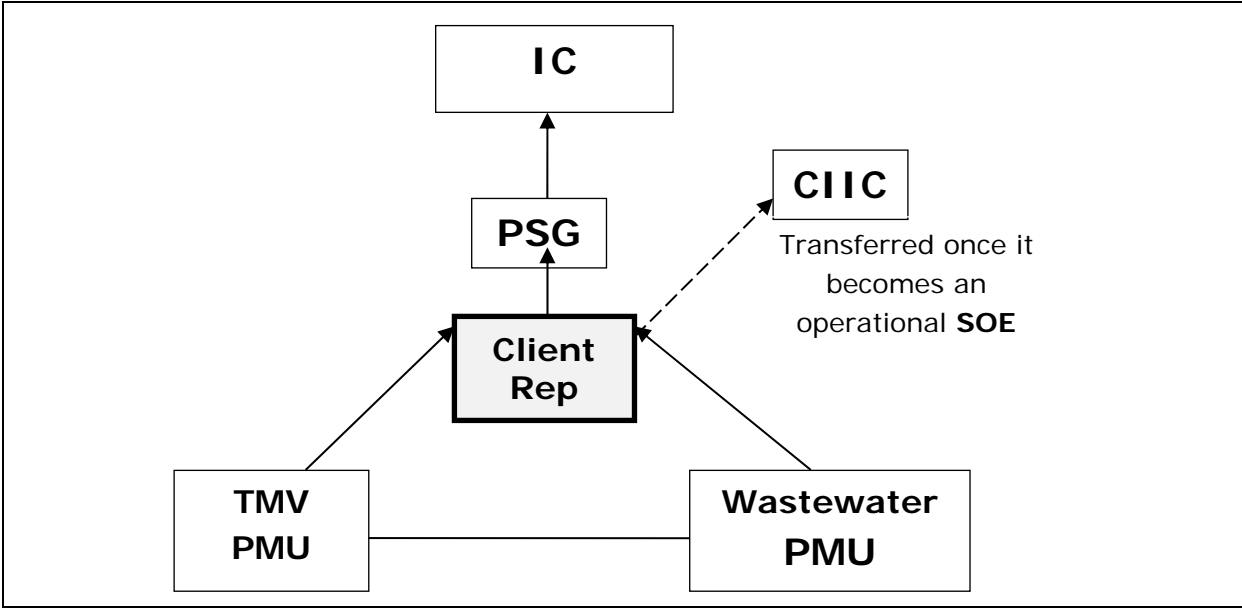 IC
CIIC
PSG
Transferred once it
becomes an
operational SOE
Client
Rep
TMV
PMU
Wastewater
PMU